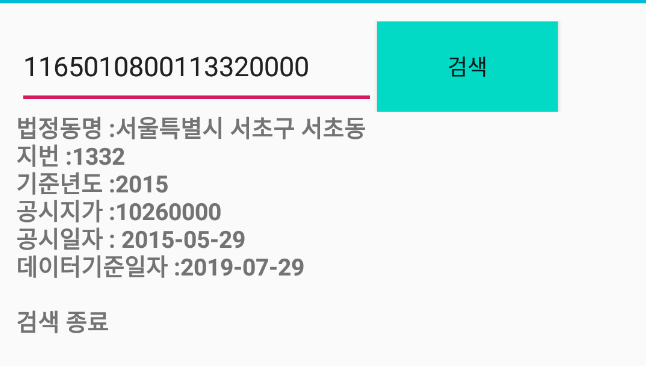 1165010800113320000
검색
법정동명 :서울특별시 서초구 서초동
지번 :1332
기준년도 :2015
공시지가 :10260000
공시일자 : 2015-05-29
데이터기준일자 :2019-07-29
검색 종료